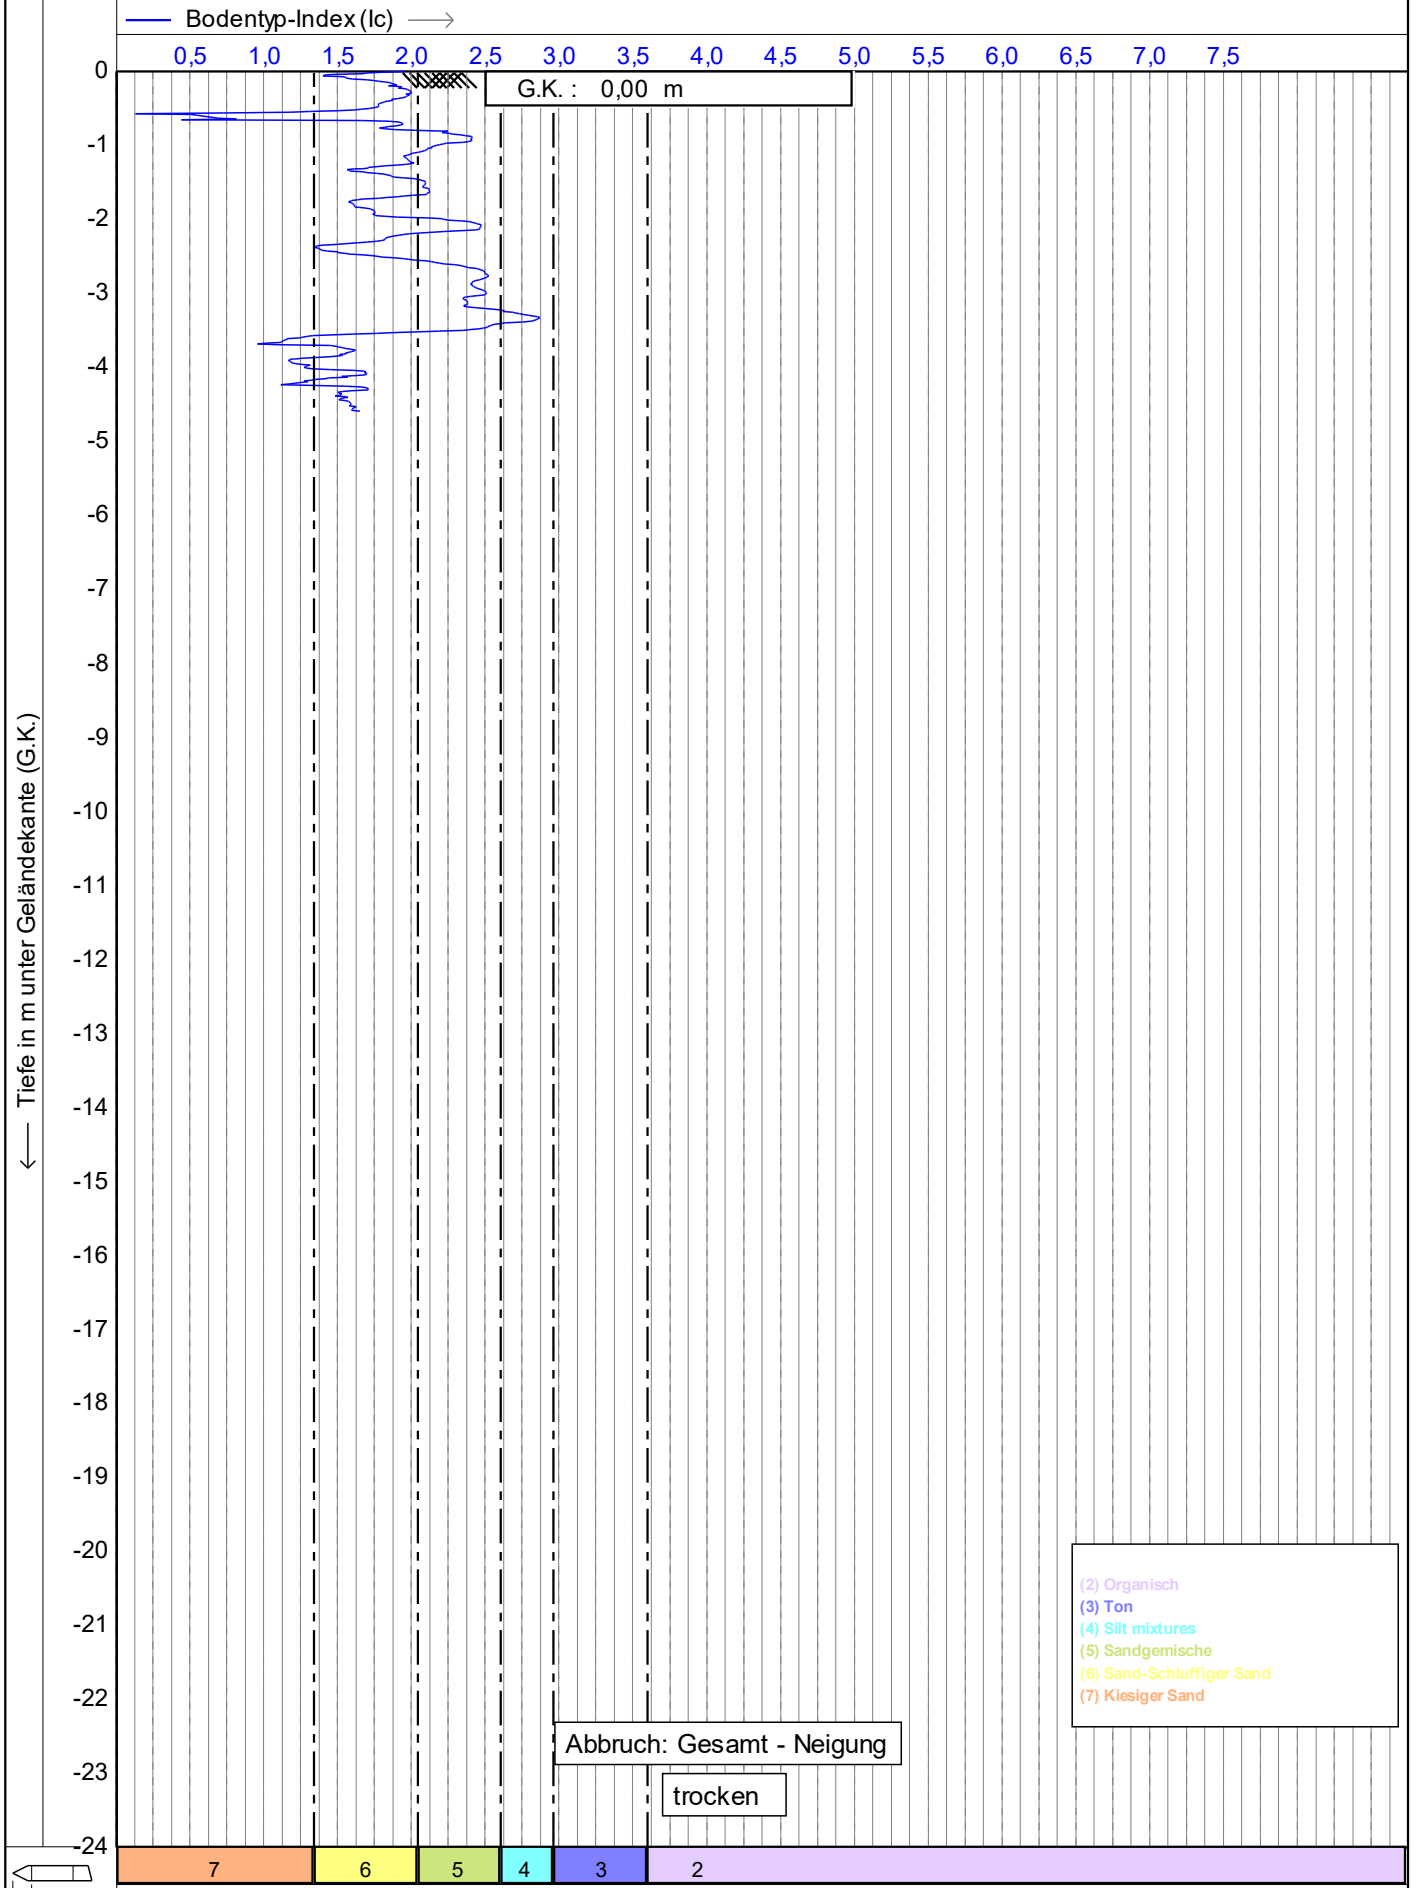 Bodentyp-Index (Ic)
0,5 1,0 1,5 2,0 2,5 3,0 3,5 4,0 4,5 5,0 5,5 6,0 6,5 7,0 7,5
G.K. : 0,00 m
0
-1
-2
-3
-4
-5
-6
-7
-8
-9
-10
-11
-12
-13
-14
-15
-16
-17
-18
-19
-20
-21
-22
-23
-24
Tiefe in m unter Geländekante (G.K.)
(2) Organisch
(3) Ton
(4) Silt mixtures
(5) Sandgemische
(6) Sand-Schluffiger Sand
(7) Kiesiger Sand
Abbruch: Gesamt - Neigung
trocken
7 6 5 4 3 2